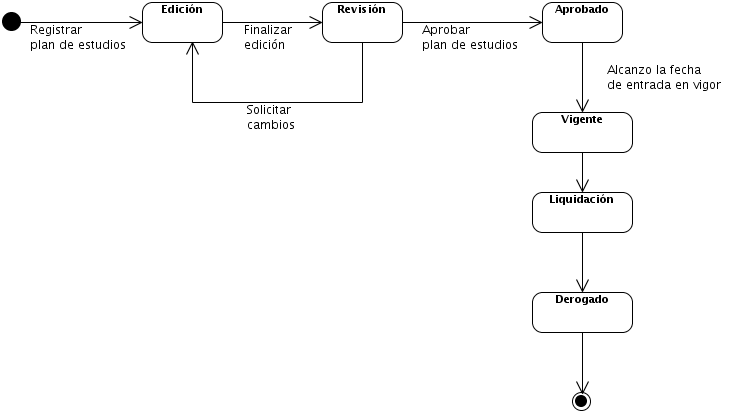 Edición
Revisión
Aprobado
Registrar
plan de estudios
Finalizar
edición
Aprobar
plan de estudios
Alcanzo la fecha
de entrada en vigor
Solicitar
cambios
Vigente
Liquidación
Derogado